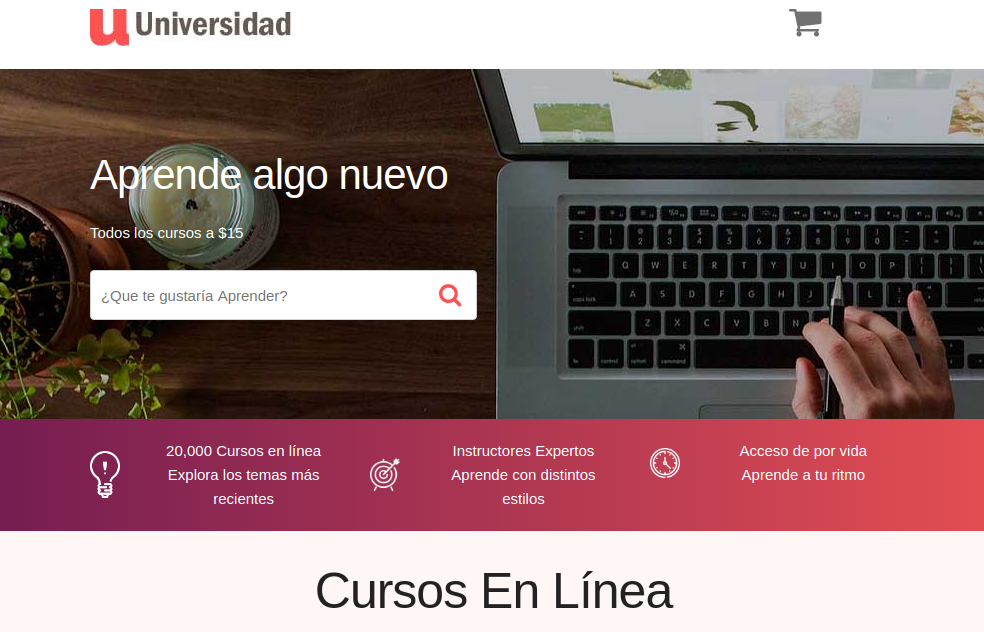 u Universidad
Aprende algo nuevo
Todos los cursos a $15
¿Que te gustaría Aprender?
20,000 Cursos en línea
Explora los temas más
recientes
Instructores Expertos
Aprende con distintos
estilos
Acceso de por vida
Aprende a tu ritmo
Cursos En Línea